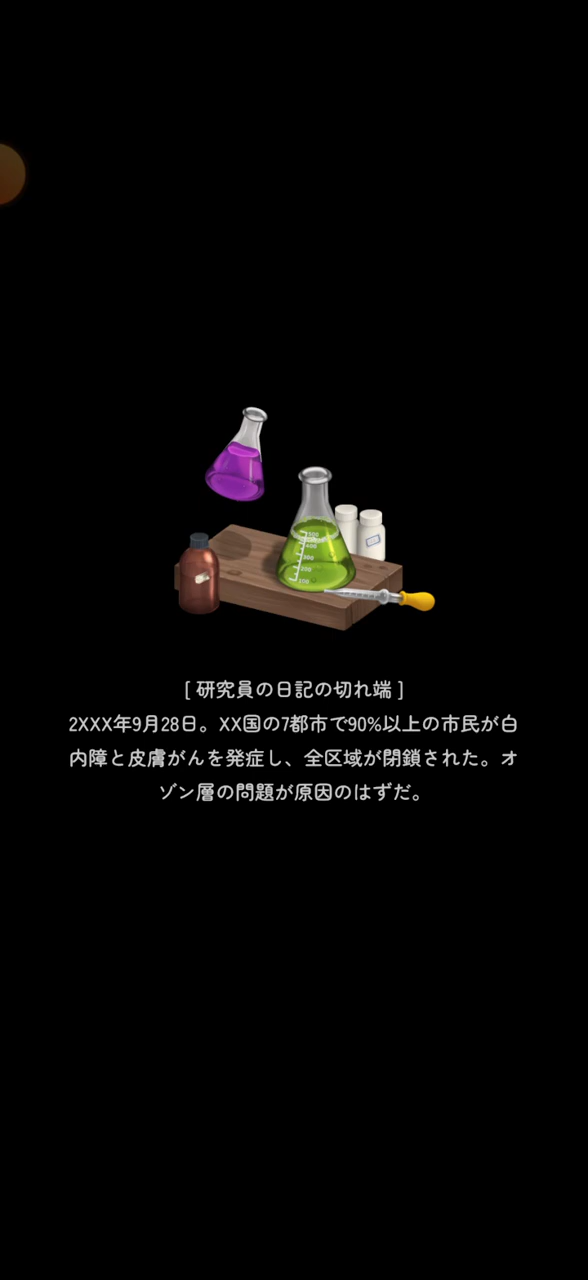 [ 研究員の日記の切れ端 ]
2XXX年9月28日。XX国の7都市で90%以上の市民が白
内障と皮膚がんを発症し、全区域が閉鎖された。オ
ゾン層の問題が原因のはずだ。